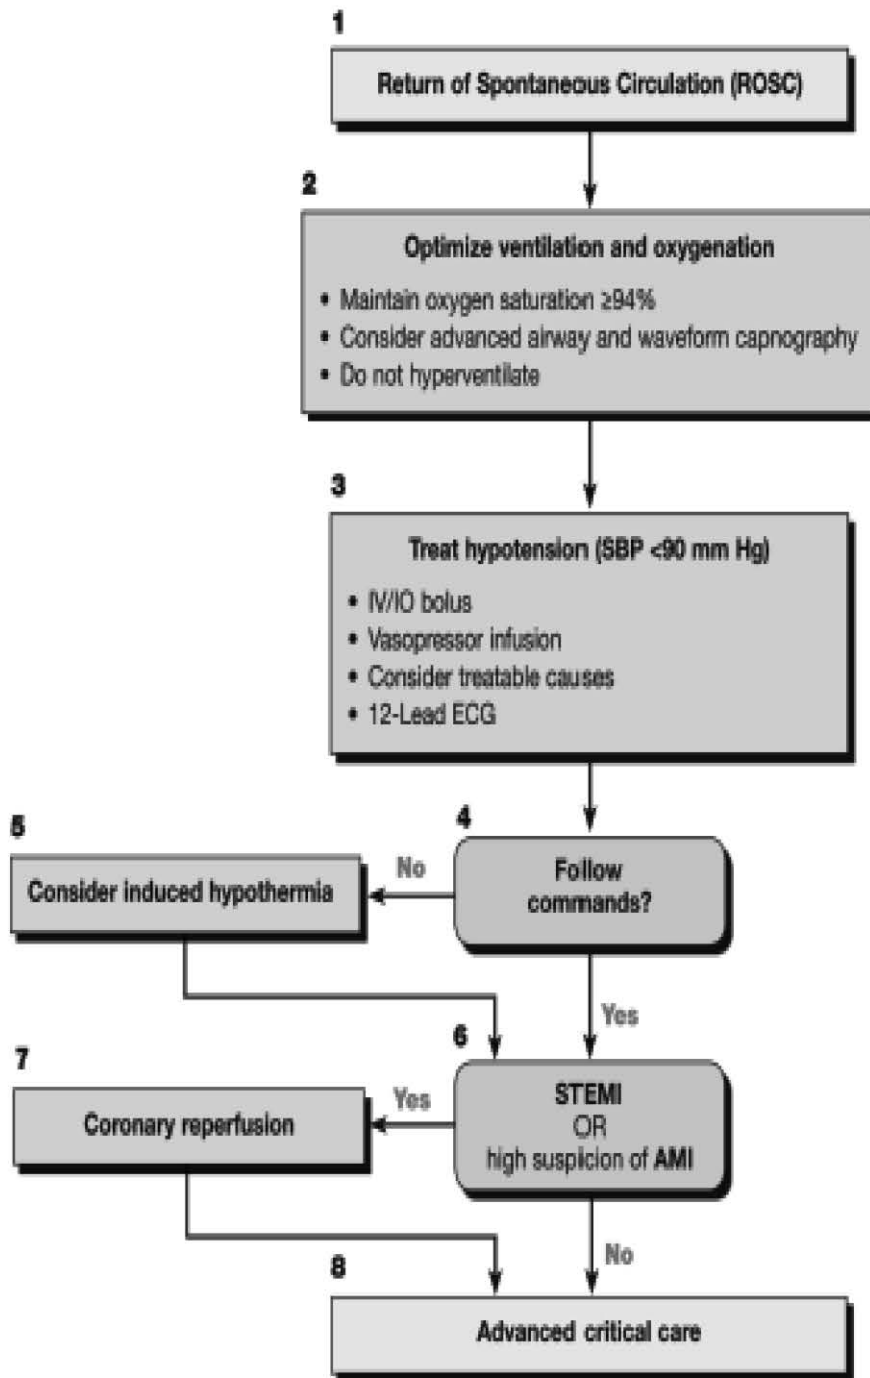 1
Return of Spontaneous Circulation (ROSC)
2
Optimize ventilation and oxygenation
• Maintain oxygen saturation ≥94%
• Consider advanced airway and waveform capnography
• Do not hyperventilate
3
Treat hypotension (SBP <90 mm Hg)
• IV/IO bolus
• Vasopressor infusion
• Consider treatable causes
• 12-Lead ECG
4
Follow
commands?
No
5
Consider induced hypothermia
Yes
6
STEMI
OR
high suspicion of AMI
Yes
7
Coronary reperfusion
No
8
Advanced critical care